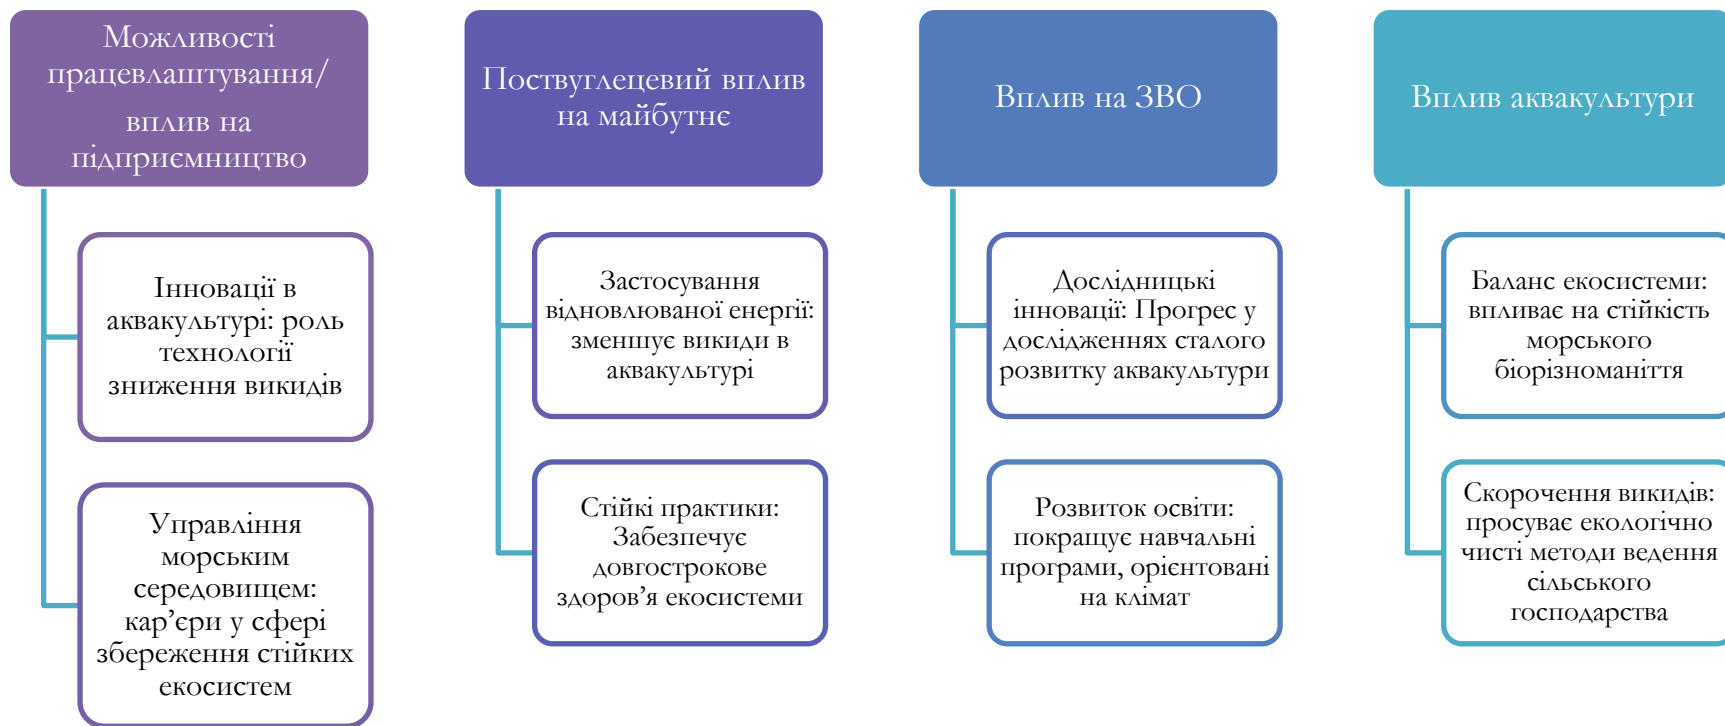 Можливості
працевлаштування/
вплив на
підприємництво
Інновації в
аквакультурі: роль
технології
зниження викидів
Управління
морським
середовищем:
кар’єри у сфері
збереження стійких
екосистем
Поствуглецевий вплив
на майбутнє
Застосування
відновлюваної енергії:
зменшує викиди в
аквакультурі
Стійкі практики:
Забезпечує
довгострокове
здоров’я екосистеми
Вплив на ЗВО
Дослідницькі
інновації: Прогрес у
дослідженнях сталого
розвитку аквакультури
Розвиток освіти:
покращує навчальні
програми, орієнтовані
на клімат
Вплив аквакультури
Баланс екосистеми:
впливає на стійкість
морського
біорізноманіття
Скорочення викидів:
просуває екологічно
чисті методи ведення
сільського
господарства